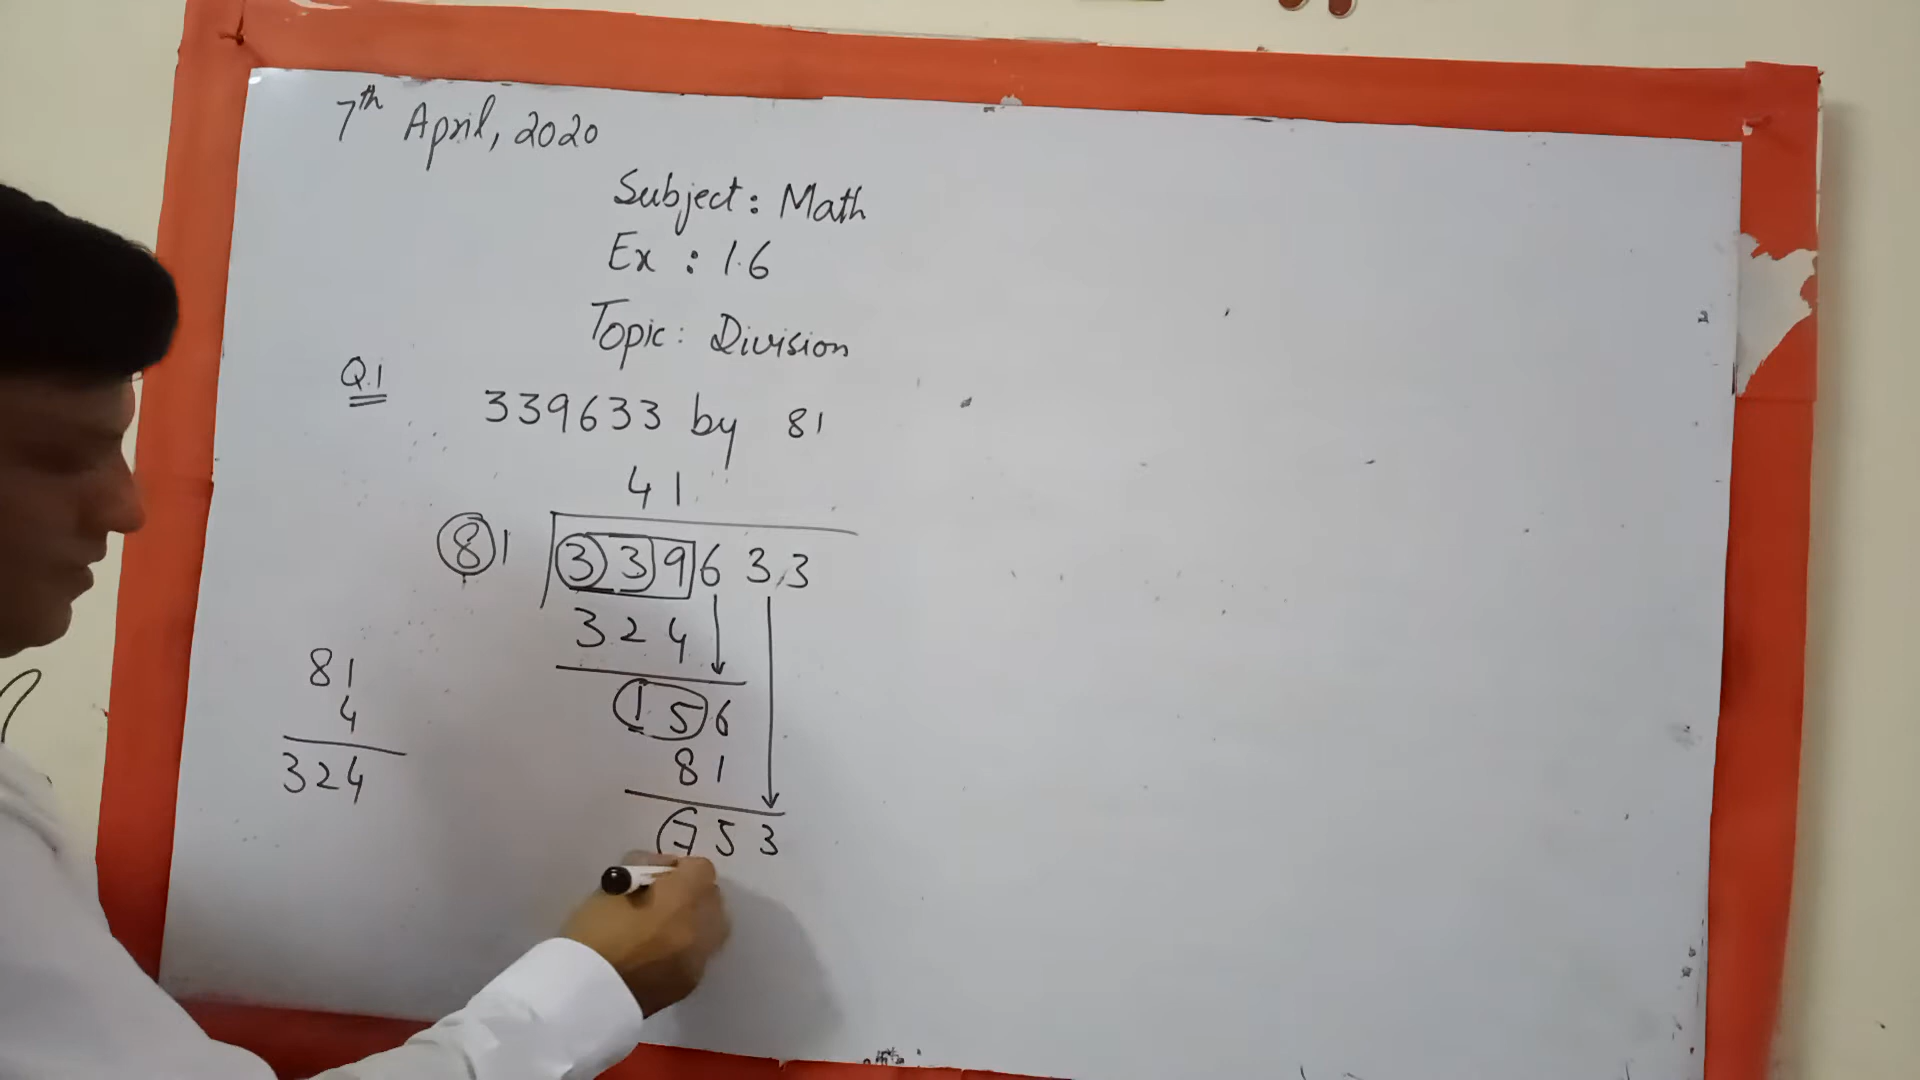 7th April, 2020
Subject: Math
Ex : 1.6
Topic: Division
Q.1
339633 by 81
41
81 339633
324
156
81
753
81
4
324